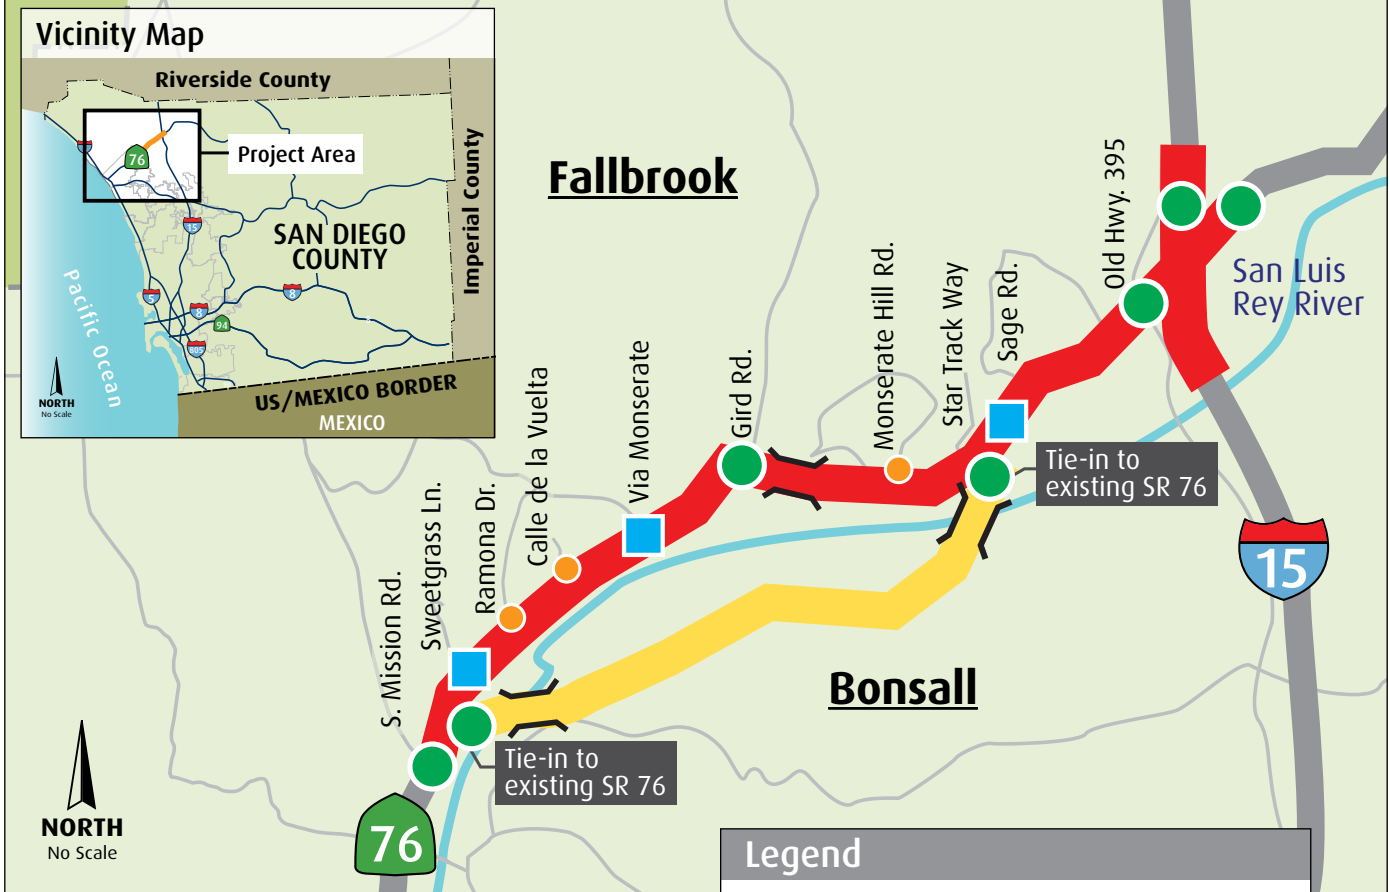 Vicinity Map
Riverside County
Project Area
Imperial County
76
15
SAN DIEGO
COUNTY
Pacific Ocean
5
8
8
94
NORTH
No Scale
US/MEXICO BORDER
MEXICO
Fallbrook
Old Hwy. 395
San Luis
Rey River
Sage Rd.
Star Track Way
Monserate Hill Rd.
Gird Rd.
Via Monserate
Calle de la Vuelta
Ramona Dr.
Sweetgrass Ln.
S. Mission Rd.
Tie-in to
existing SR 76
15
Bonsall
Tie-in to
existing SR 76
NORTH
No Scale
76
Legend